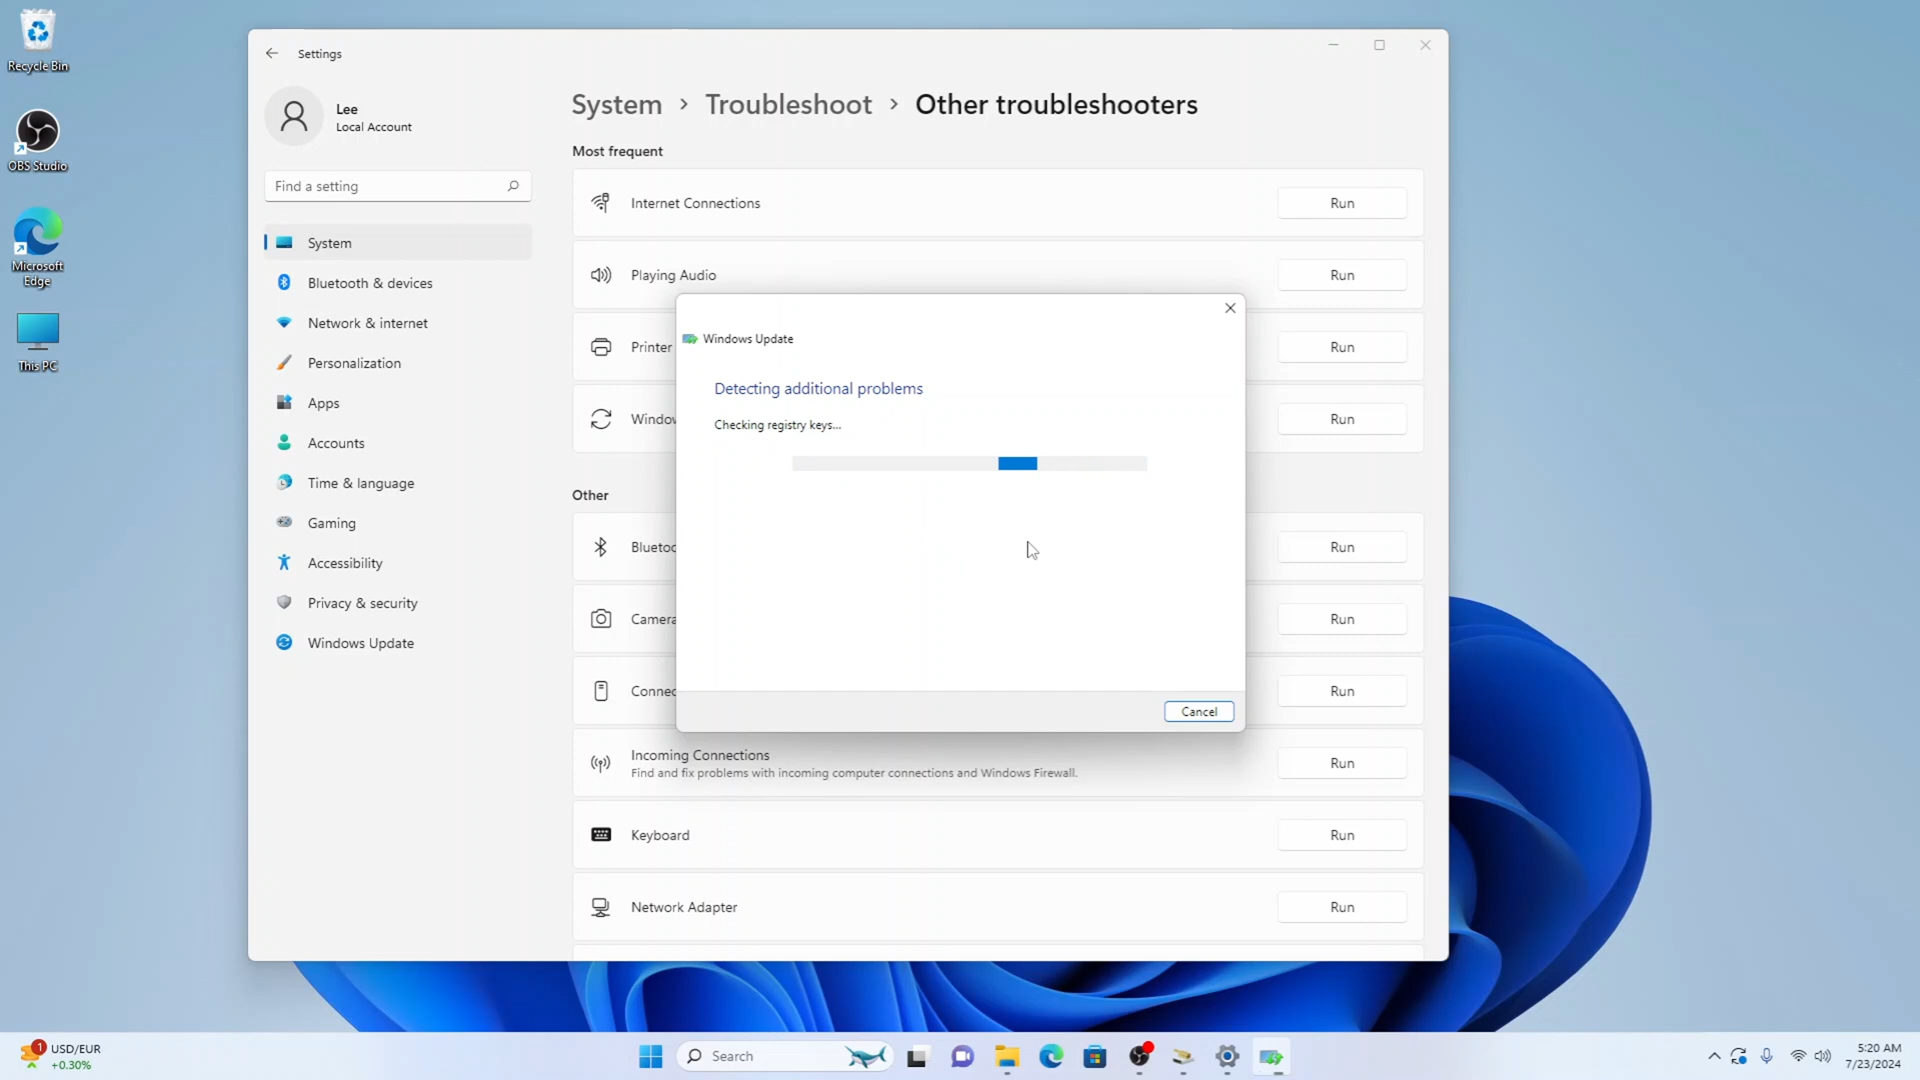 Recycle Bin
OBS Studio
Microsoft
Edge
This PC
Settings
Lee
Local Account
Find a setting
System
Bluetooth & devices
Network & internet
Personalization
Apps
Accounts
Time & language
Gaming
Accessibility
Privacy & security
Windows Update
System > Troubleshoot > Other troubleshooters
Most frequent
Internet Connections Run
Playing Audio Run
Printer Run
Windo Run
Other
Bluetoo Run
Camera Run
Connec Run
Incoming Connections
Find and fix problems with incoming computer connections and Windows Firewall.
Run
Keyboard Run
Network Adapter Run
Windows Update
Detecting additional problems
Checking registry keys...
Cancel
1
USD/EUR
+0.30%
Search
5:20 AM
7/23/2024